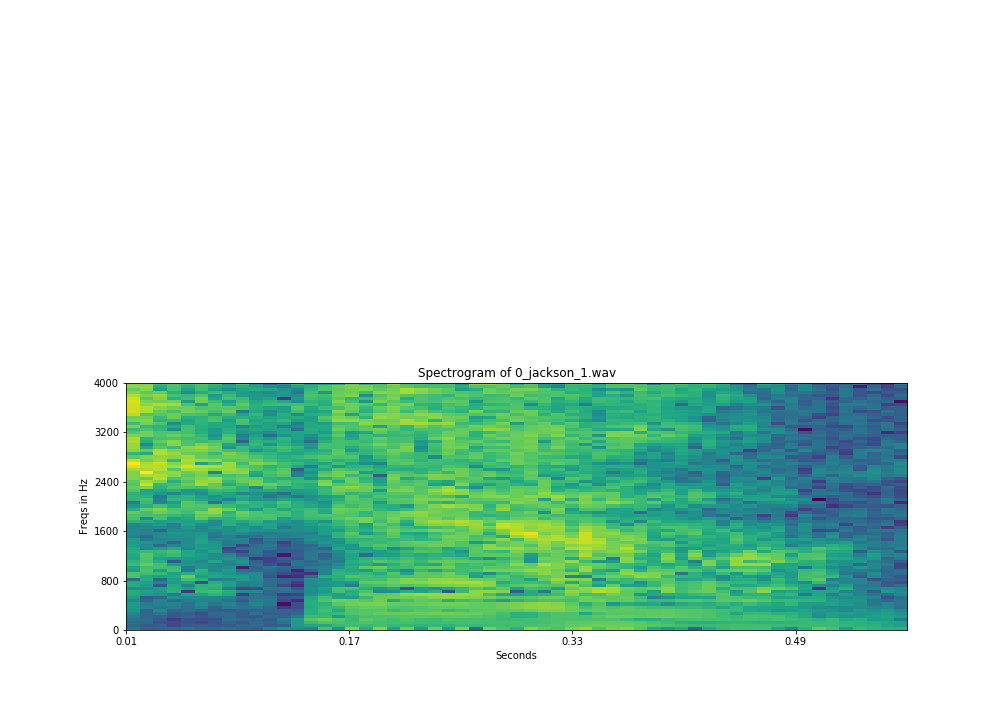 Spectrogram of 0_jackson_1.wav
4000
3200
2400
1600
800
0
Freqs in Hz
0.01 0.17 0.33 0.49
Seconds